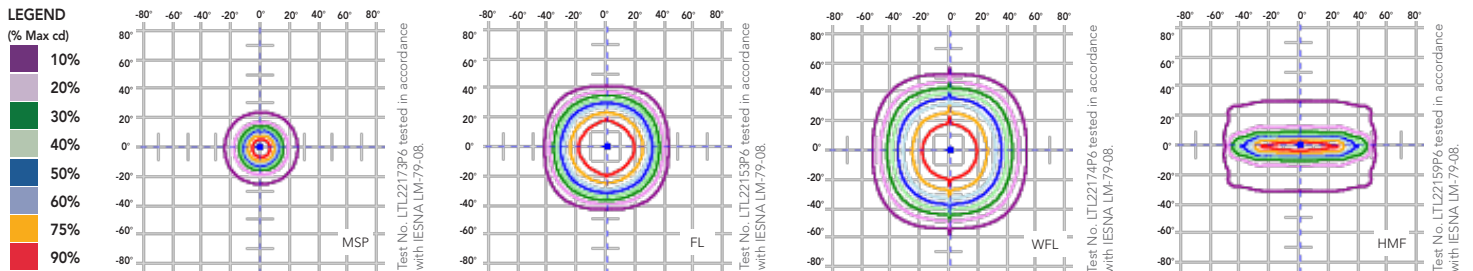 LEGEND
(% Max cd)
10%
20%
30%
40%
50%
60%
75%
90%
-80° -60° -40° -20° 0° 20° 40° 60° 80°
80°
60°
40°
20°
0°
-20°
-40°
-60°
-80°
MSP
Test No. LTL22173P6 tested in accordance
with IESNA LM-79-08.
-80° -60° -40° -20° 0° 20° 40° 60° 80°
80°
60°
40°
20°
0°
-20°
-40°
-60°
-80°
FL
Test No. LTL22153P6 tested in accordance
with IESNA LM-79-08.
-80° -60° -40° -20° 0° 20° 40° 60° 80°
80°
60°
40°
20°
0°
-20°
-40°
-60°
-80°
WFL
Test No. LTL22174P6 tested in accordance
with IESNA LM-79-08.
-80° -60° -40° -20° 0° 20° 40° 60° 80°
80°
60°
40°
20°
0°
-20°
-40°
-60°
-80°
HMF
Test No. LTL22159P6 tested in accordance
with IESNA LM-79-08.